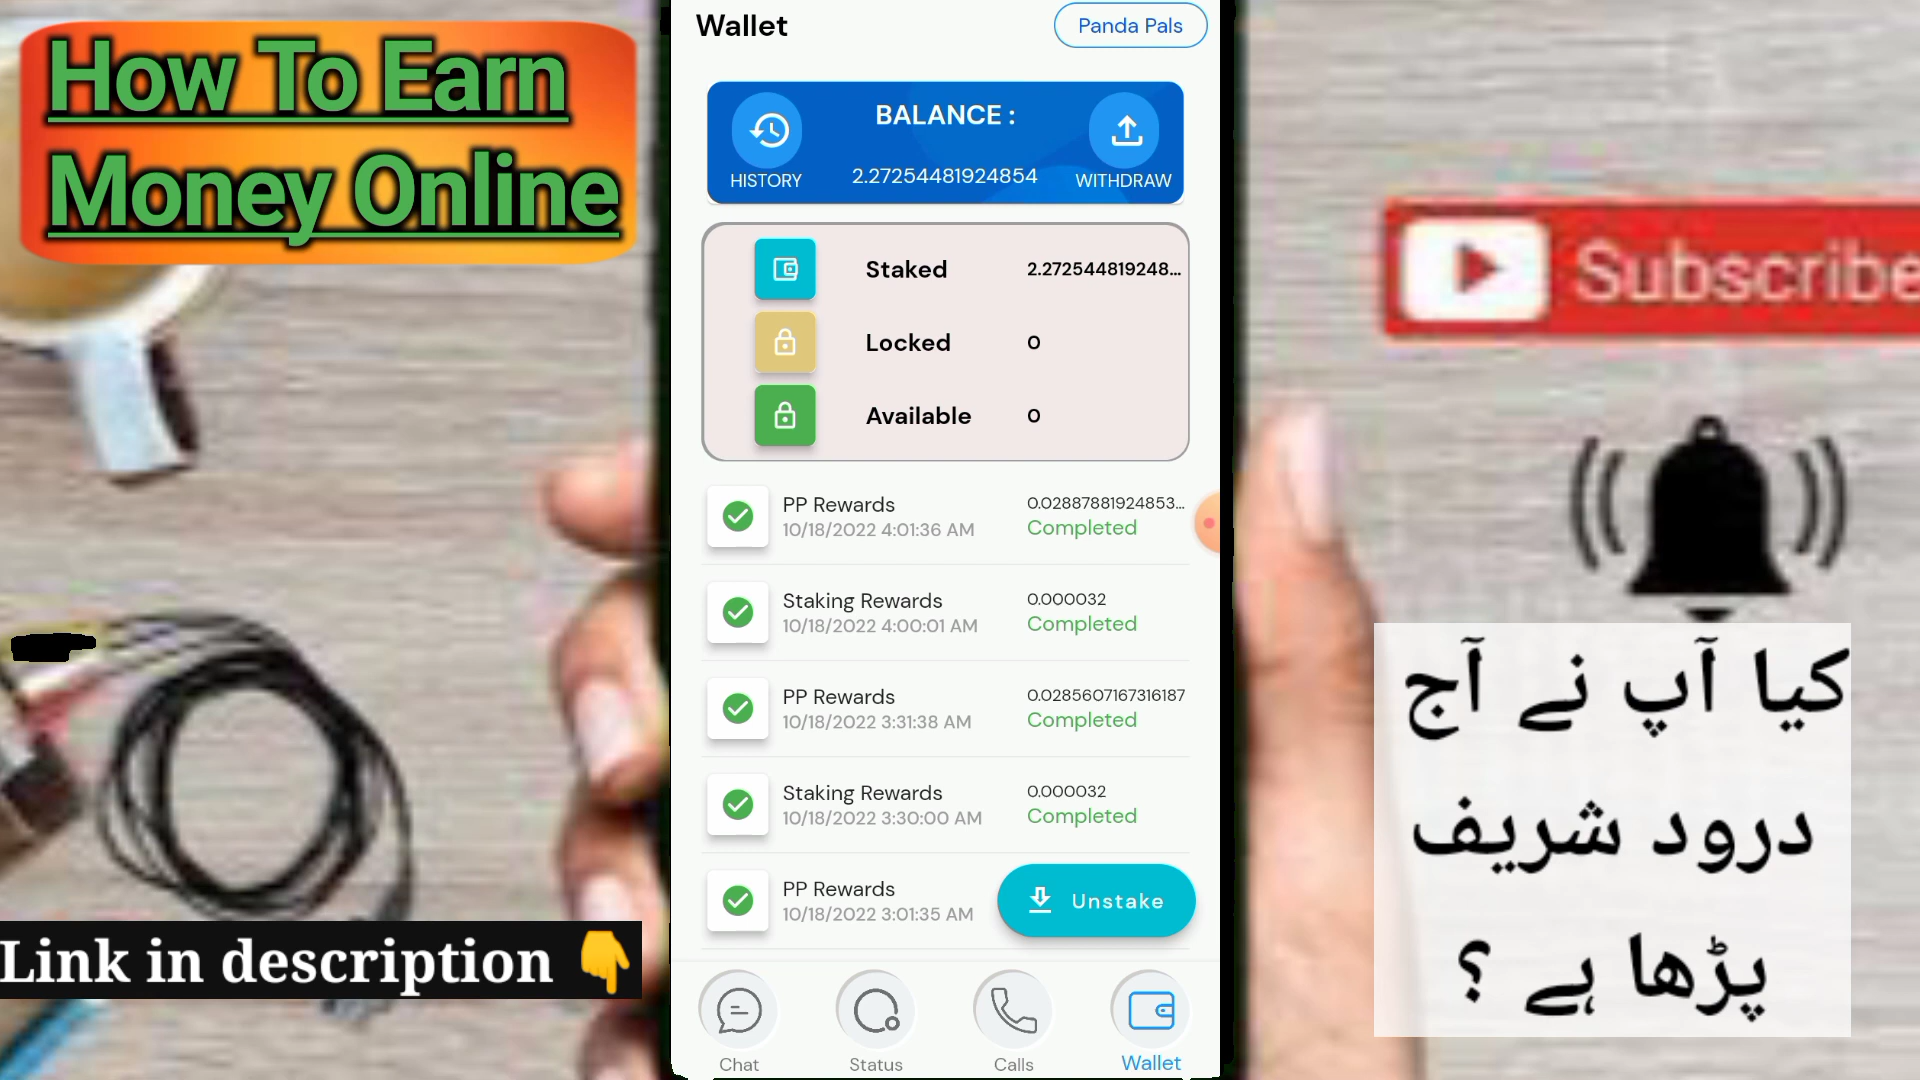 How To Earn
Money Online
Wallet
Panda Pals
BALANCE :
HISTORY
2.27254481924854
WITHDRAW
Staked
2.272544819248...
Locked
0
Available
0
PP Rewards
0.02887881924853...
10/18/2022 4:01:36 AM
Completed
Staking Rewards
0.000032
10/18/2022 4:00:01 AM
Completed
PP Rewards
0.0285607167316187
10/18/2022 3:31:38 AM
Completed
Staking Rewards
0.000032
10/18/2022 3:30:00 AM
Completed
PP Rewards
10/18/2022 3:01:35 AM
Unstake
Chat
Status
Calls
Wallet
Subscribe
کیا آپ نے آج
درود شریف
پڑھا ہے ؟
Link in description 👇